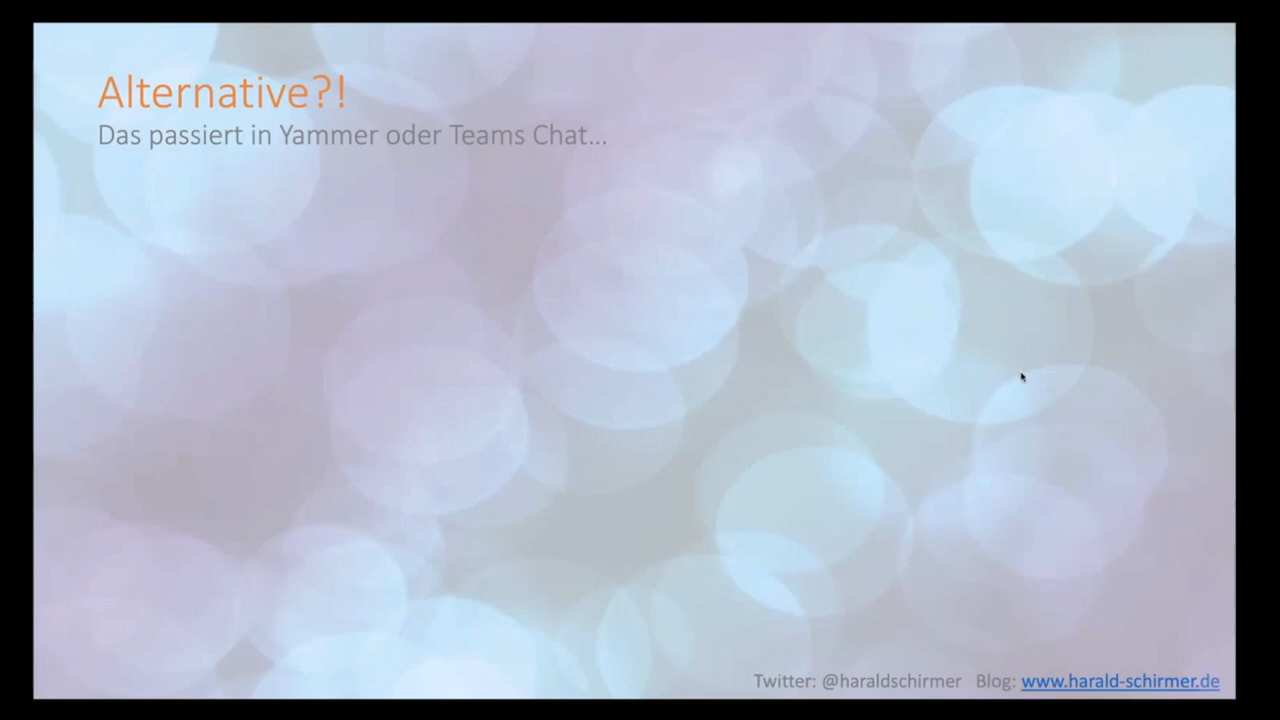 Alternative?!
Das passiert in Yammer oder Teams Chat...
Twitter: @haraldschirmer Blog: www.harald-schirmer.de